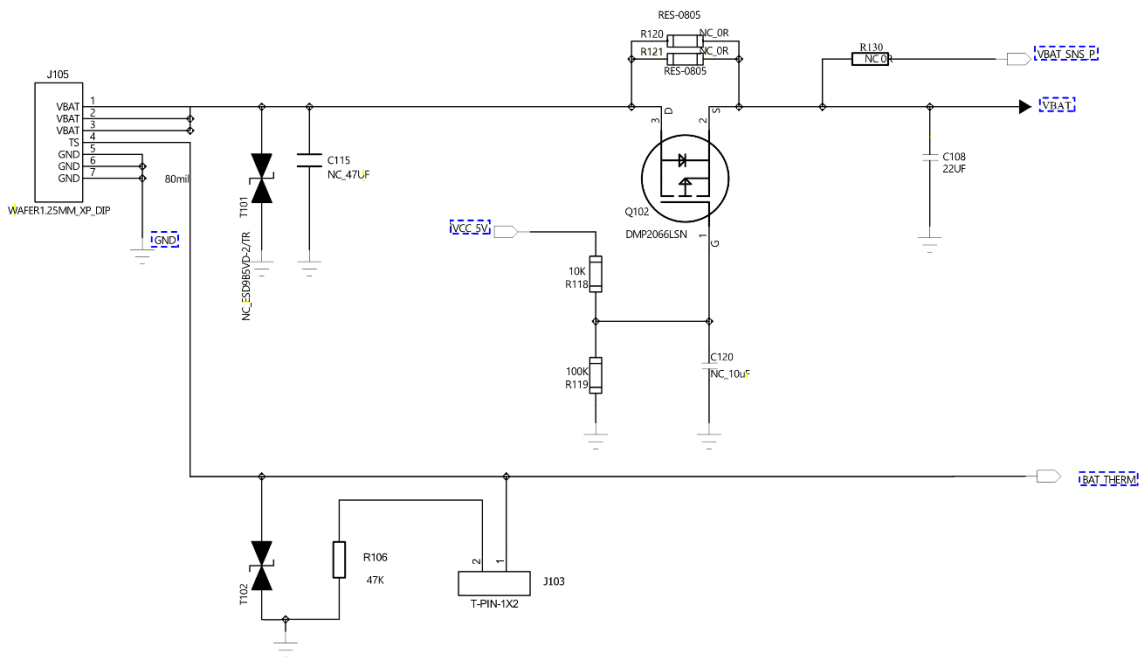 RES-0805
R120
NC_0R
R121
NC_0R
RES-0805
R130
NC 0R
VBAT_SNS_P
J105
VBAT 1
VBAT 2
VBAT 3
TS 4
GND 5
GND 6
GND 7
80mil
WAFER1.25MM_XP_DIP
GND
T101
NC_ESD9B5VD-2/TR
C115
NC_47UF
D
S
3
2
Q102
DMP2066LSN
1
G
VBAT
C108
22UF
VCC_5V
10K
R118
100K
R119
C120
NC_10uF
BAT_THERM
T102
R106
47K
2
1
J103
T-PIN-1X2